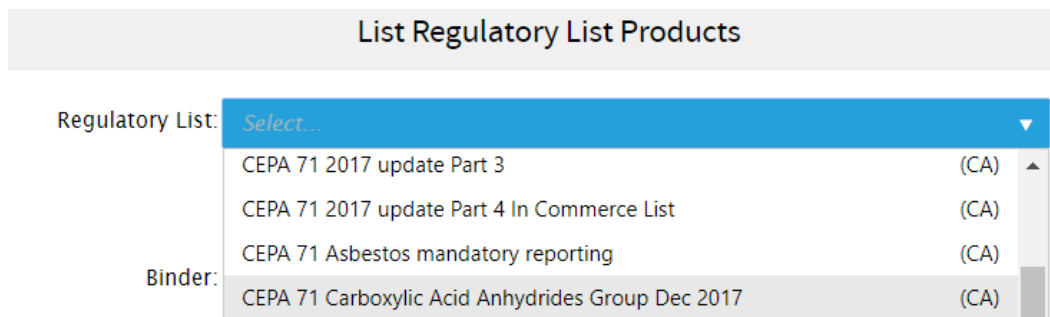 List Regulatory List Products
Regulatory List: Select...
CEPA 71 2017 update Part 3 (CA)
CEPA 71 2017 update Part 4 In Commerce List (CA)
CEPA 71 Asbestos mandatory reporting (CA)
Binder:
CEPA 71 Carboxylic Acid Anhydrides Group Dec 2017 (CA)